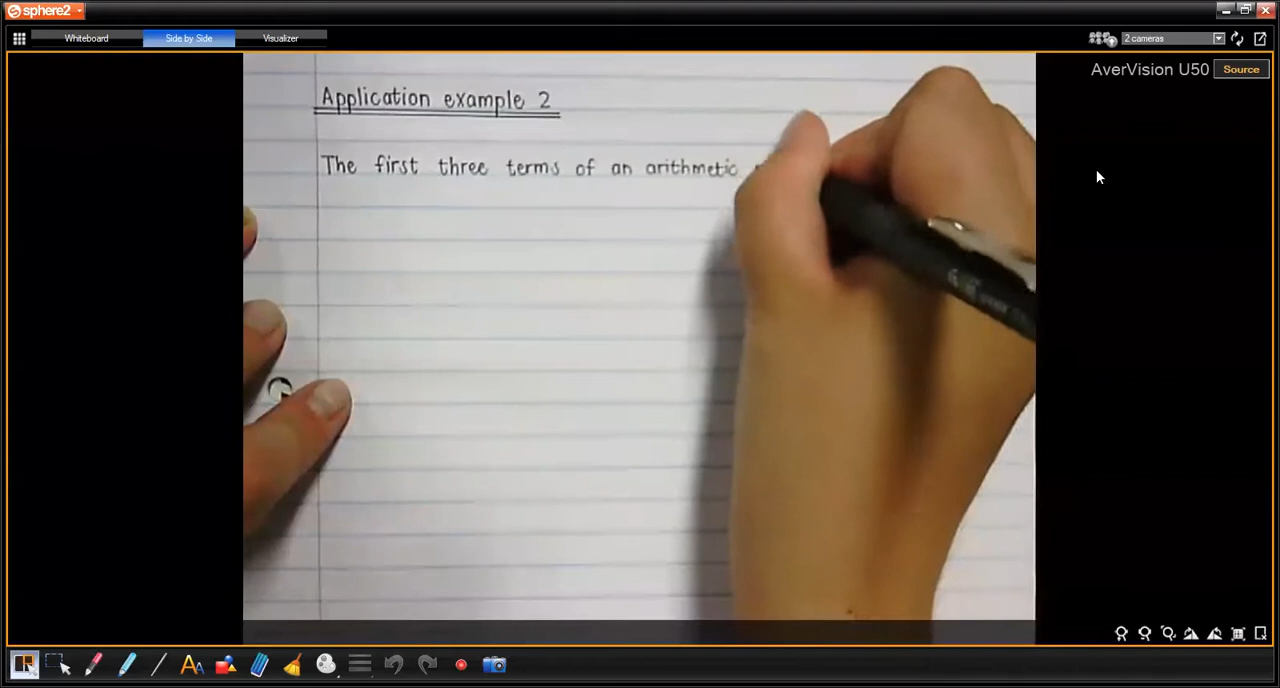 sphere2
Whiteboard
Side by Side
Visualizer
2 cameras
AverVision U50
Source
Application example 2
The first three terms of an arithmetic